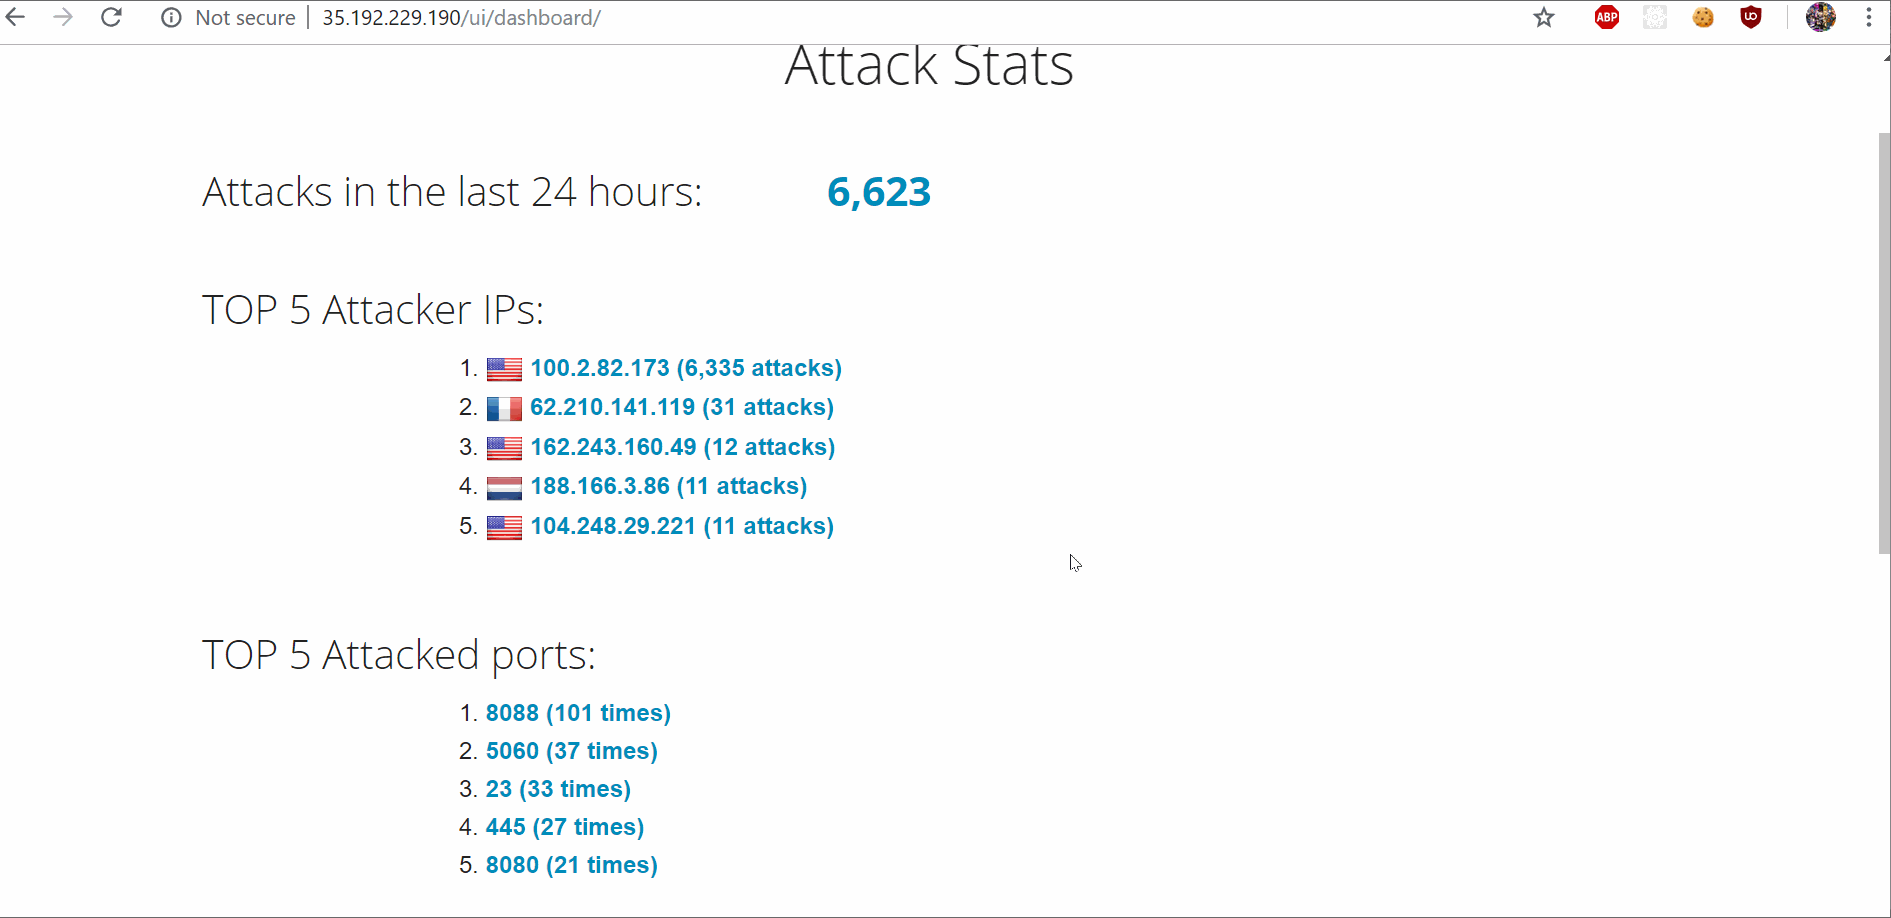 Not secure 35.192.229.190/ui/dashboard/ ABP UO
Attack Stats
Attacks in the last 24 hours: 6,623
TOP 5 Attacker IPs:
1. 100.2.82.173 (6,335 attacks)
2. 62.210.141.119 (31 attacks)
3. 162.243.160.49 (12 attacks)
4. 188.166.3.86 (11 attacks)
5. 104.248.29.221 (11 attacks)
TOP 5 Attacked ports:
1. 8088 (101 times)
2. 5060 (37 times)
3. 23 (33 times)
4. 445 (27 times)
5. 8080 (21 times)